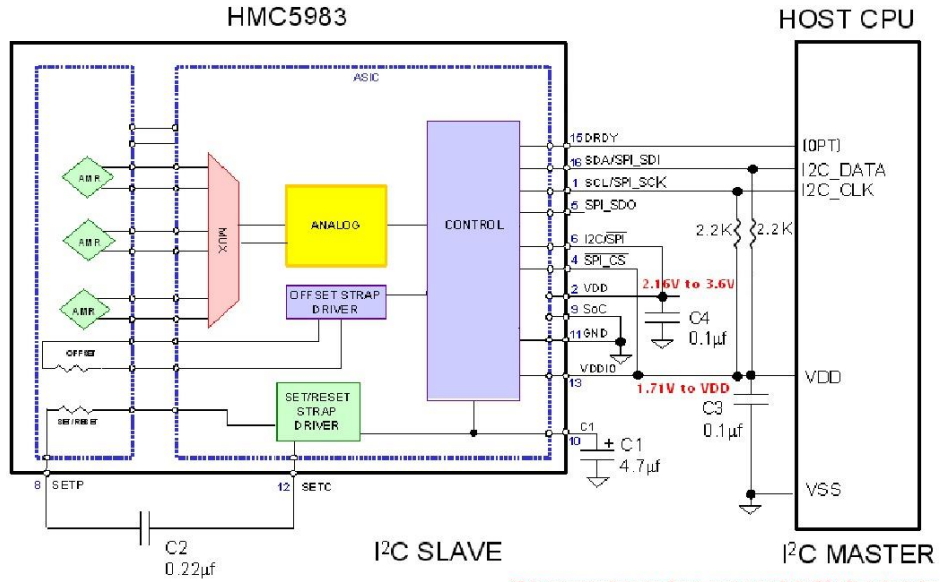 HMC5983
HOST CPU
ASIC
15 DRDY
(OPT)
16 SDA/SPI_SDI
I2C_DATA
1 SCL/SPI_SCK
I2C_CLK
5 SPI_SDO
AMR
AMR
AMR
MUX
ANALOG
CONTROL
2.2K
2.2K
6 I2C/SPI
4 SPI_CS
2 VDD
2.16V to 3.6V
OFFSET STRAP
DRIVER
9 SoC
C4
0.1µf
11 GND
OFFSET
VDDIO
13
1.71V to VDD
VDD
C3
0.1µf
SET/RESET
STRAP
DRIVER
SET/RESET
C1
10
+ C1
4.7µf
8 SETP
12 SETC
VSS
C2
0.22µf
I²C SLAVE
I²C MASTER